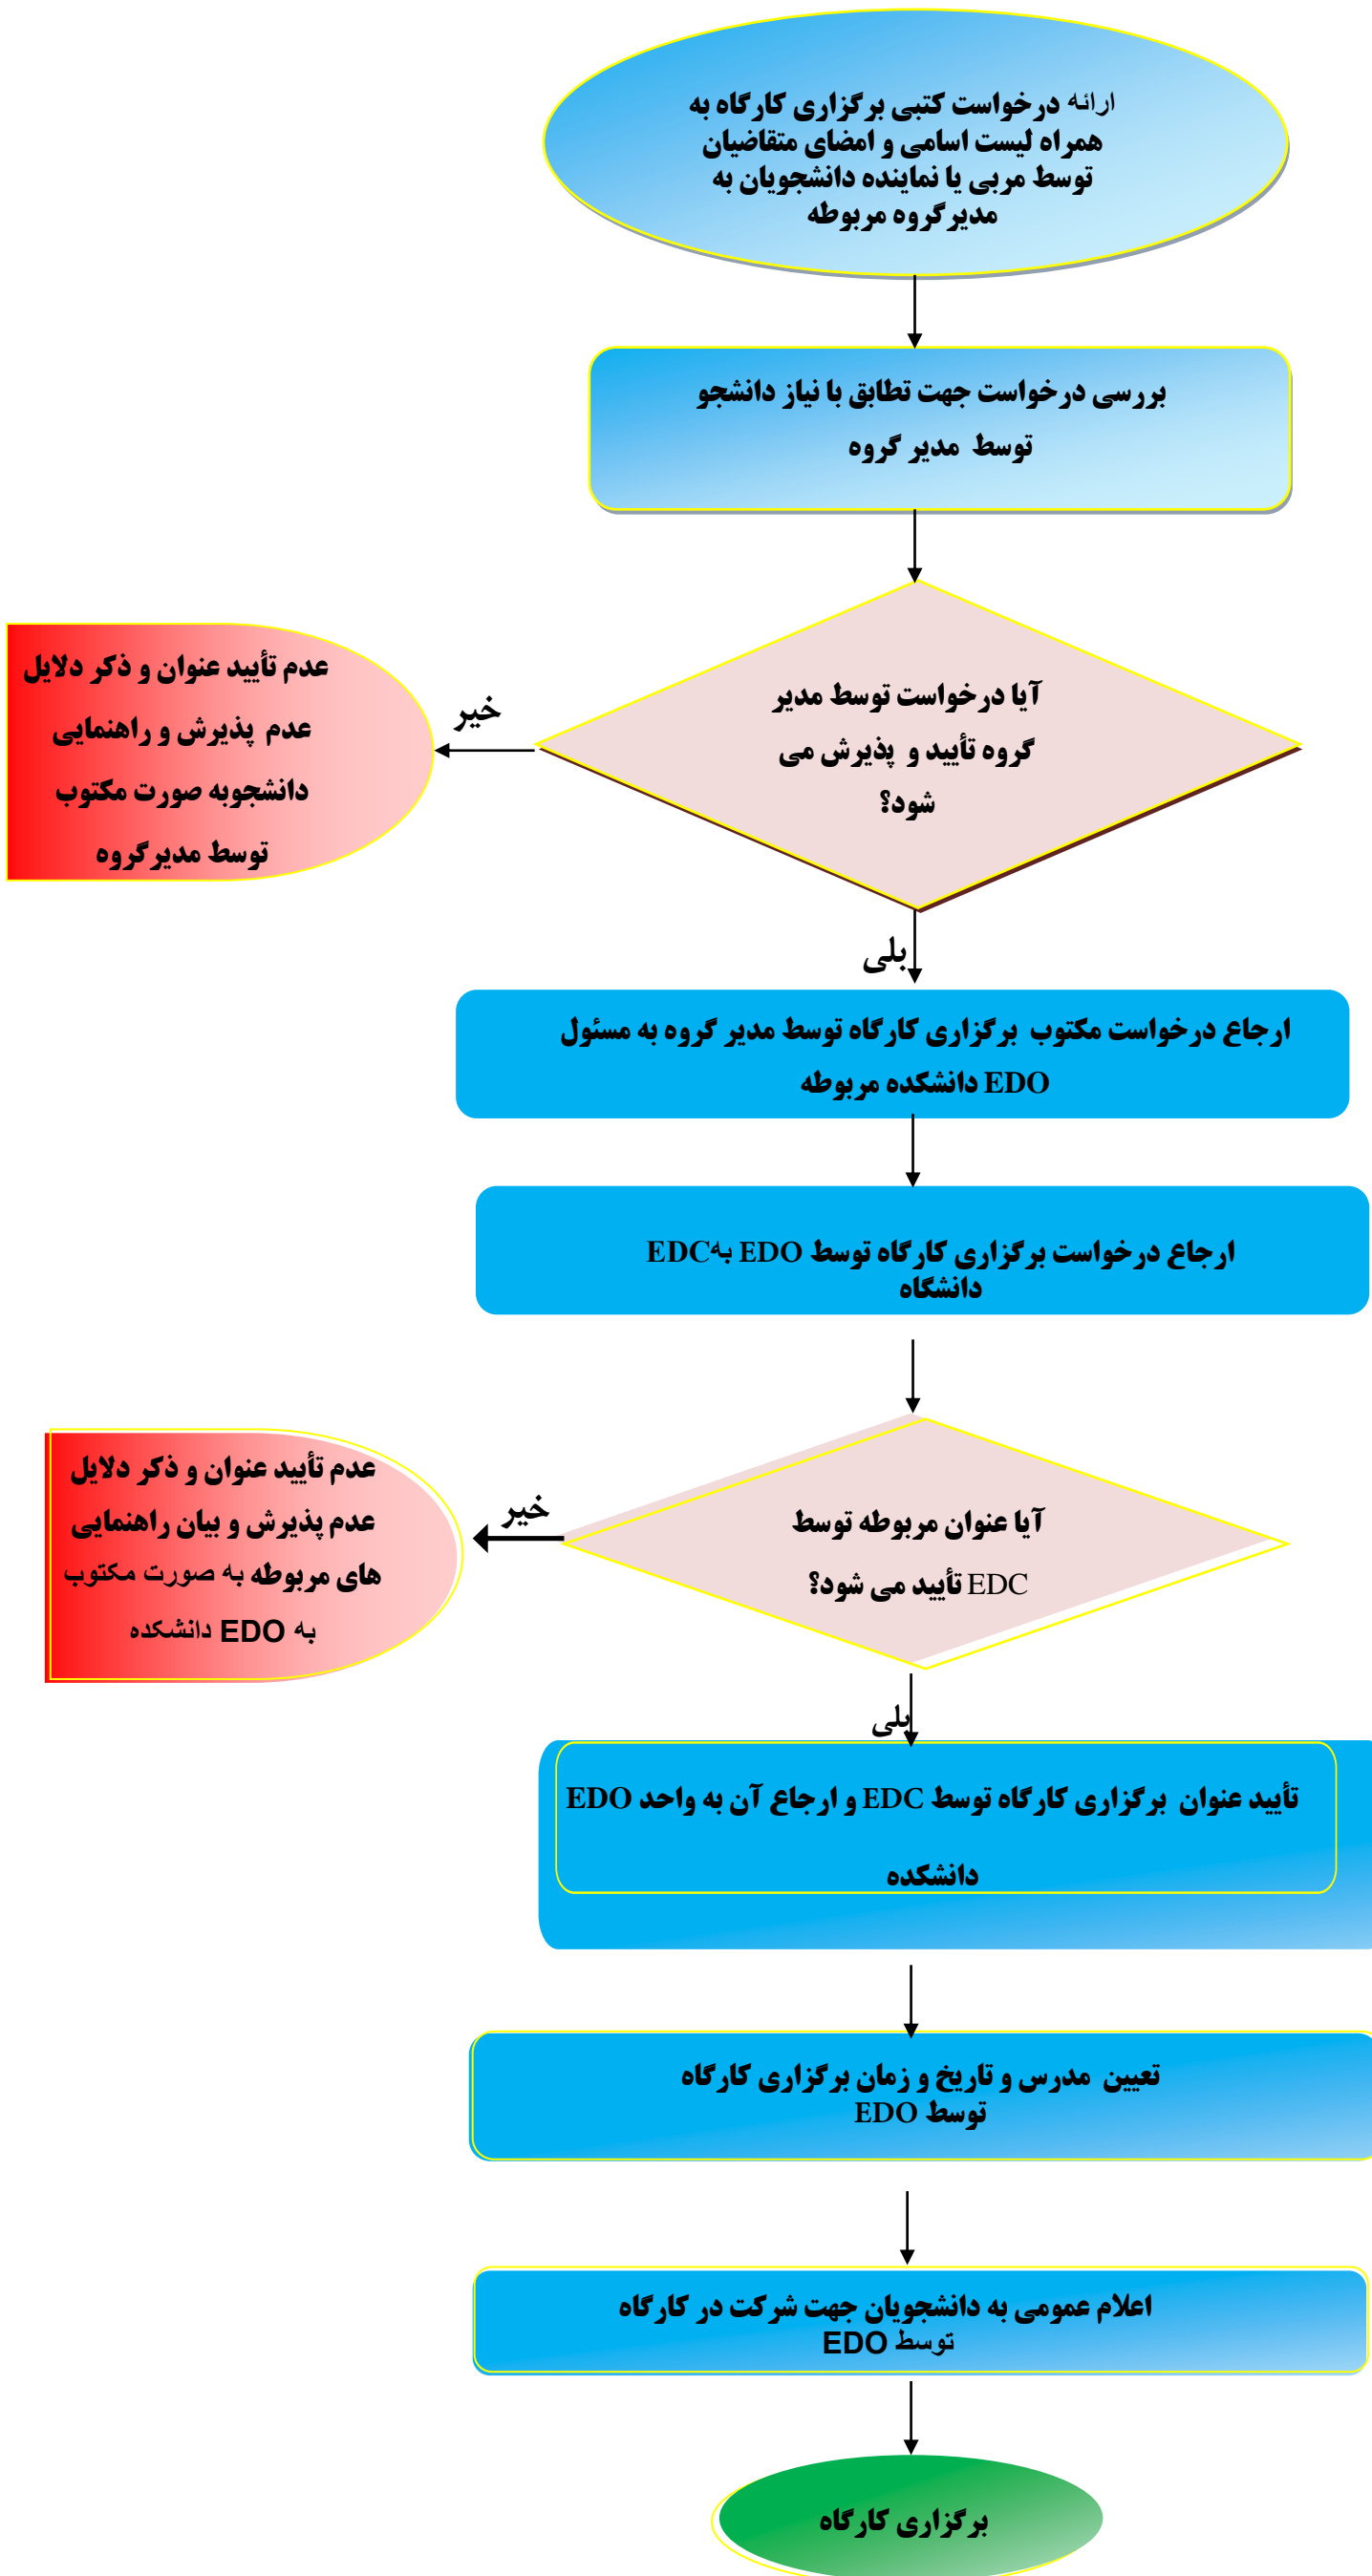 ارائه درخواست کتبی برگزاری کارگاه به
همراه لیست اسامی و امضای متقاضیان
توسط مربی یا نماینده دانشجویان به
مدیرگروه مربوطه
بررسی درخواست جهت تطابق با نیاز دانشجو
توسط مدیر گروه
آیا درخواست توسط مدیر
گروه تأیید و پذیرش می
شود؟
خیر
عدم تأیید عنوان و ذکر دلایل
عدم پذیرش و راهنمایی
دانشجوبه صورت مکتوب
توسط مدیرگروه
بلی
ارجاع درخواست مکتوب برگزاری کارگاه توسط مدیر گروه به مسئول
EDO دانشکده مربوطه
ارجاع درخواست برگزاری کارگاه توسط EDO بهEDC
دانشگاه
آیا عنوان مربوطه توسط
EDC تأیید می شود؟
خیر
عدم تأیید عنوان و ذکر دلایل
عدم پذیرش و بیان راهنمایی
های مربوطه به صورت مکتوب
به EDO دانشکده
بلی
تأیید عنوان برگزاری کارگاه توسط EDC و ارجاع آن به واحد EDO
دانشکده
تعیین مدرس و تاریخ و زمان برگزاری کارگاه
توسط EDO
اعلام عمومی به دانشجویان جهت شرکت در کارگاه
توسط EDO
برگزاری کارگاه